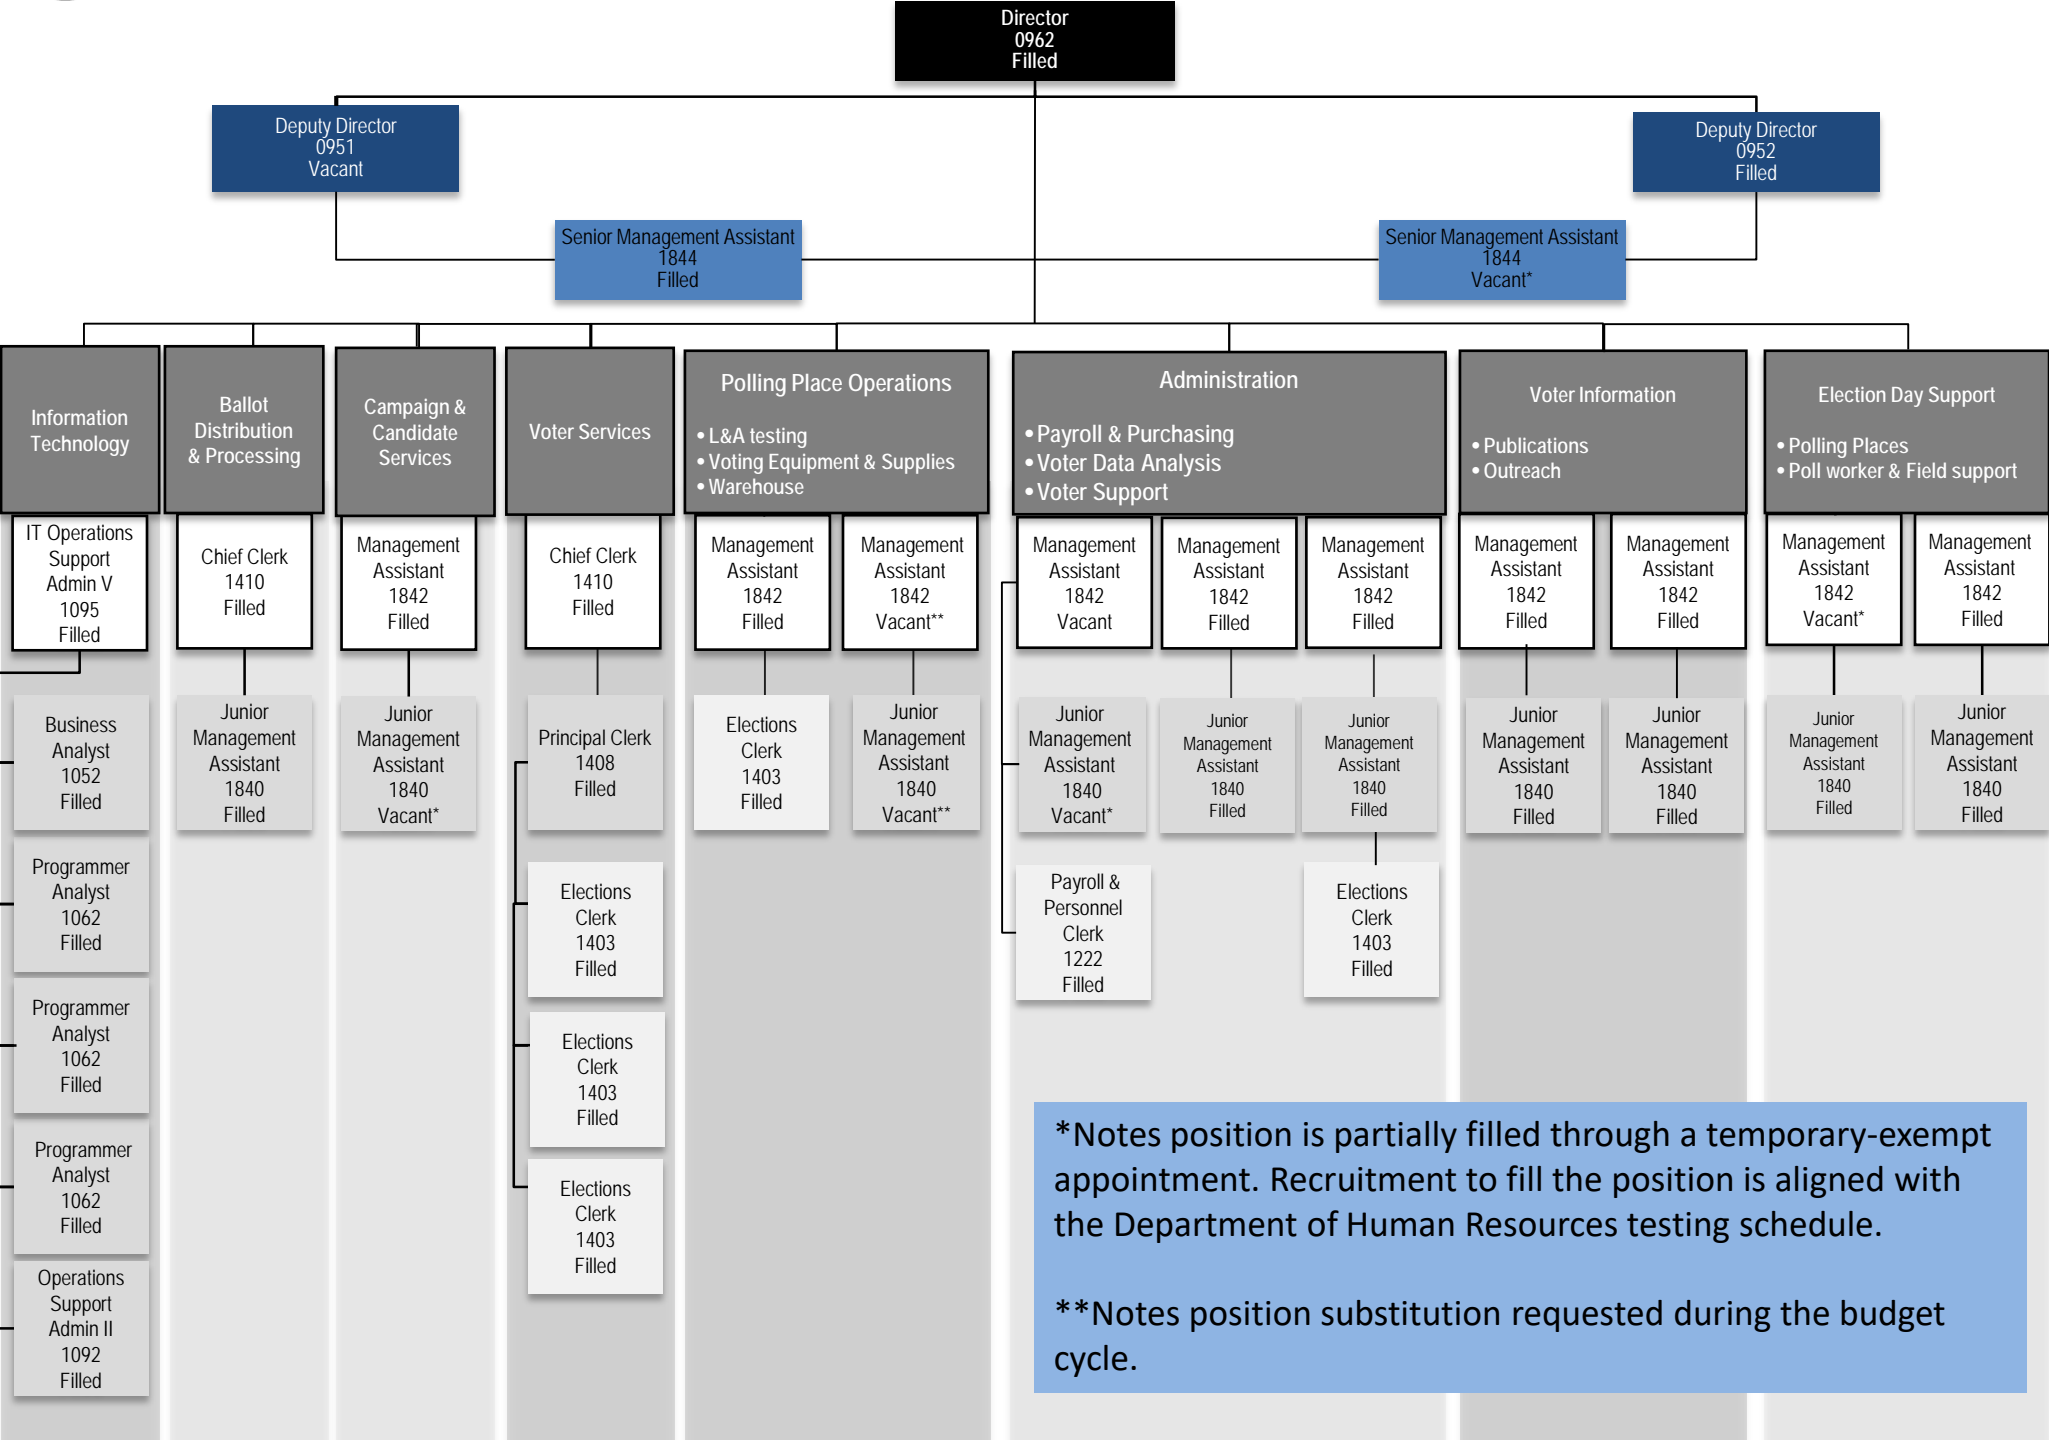 Director
0962
Filled
Deputy Director
0951
Vacant
Deputy Director
0952
Filled
Senior Management Assistant
1844
Filled
Senior Management Assistant
1844
Vacant*
Information
Technology
Ballot
Distribution
& Processing
Campaign &
Candidate
Services
Voter Services
Polling Place Operations
• L&A testing
• Voting Equipment & Supplies
• Warehouse
Administration
• Payroll & Purchasing
• Voter Data Analysis
• Voter Support
Voter Information
• Publications
• Outreach
Election Day Support
• Polling Places
• Poll worker & Field support
IT Operations
Support
Admin V
1095
Filled
Chief Clerk
1410
Filled
Management
Assistant
1842
Filled
Chief Clerk
1410
Filled
Management
Assistant
1842
Filled
Management
Assistant
1842
Vacant**
Management
Assistant
1842
Vacant
Management
Assistant
1842
Filled
Management
Assistant
1842
Filled
Management
Assistant
1842
Filled
Management
Assistant
1842
Filled
Management
Assistant
1842
Vacant*
Management
Assistant
1842
Filled
Business
Analyst
1052
Filled
Junior
Management
Assistant
1840
Filled
Junior
Management
Assistant
1840
Vacant*
Principal Clerk
1408
Filled
Elections
Clerk
1403
Filled
Junior
Management
Assistant
1840
Vacant**
Junior
Management
Assistant
1840
Vacant*
Junior
Management
Assistant
1840
Filled
Junior
Management
Assistant
1840
Filled
Junior
Management
Assistant
1840
Filled
Junior
Management
Assistant
1840
Filled
Junior
Management
Assistant
1840
Filled
Junior
Management
Assistant
1840
Filled
Programmer
Analyst
1062
Filled
Elections
Clerk
1403
Filled
Payroll &
Personnel
Clerk
1222
Filled
Elections
Clerk
1403
Filled
Programmer
Analyst
1062
Filled
Elections
Clerk
1403
Filled
Programmer
Analyst
1062
Filled
Elections
Clerk
1403
Filled
Operations
Support
Admin II
1092
Filled
*Notes position is partially filled through a temporary-exempt
appointment. Recruitment to fill the position is aligned with
the Department of Human Resources testing schedule.
**Notes position substitution requested during the budget
cycle.